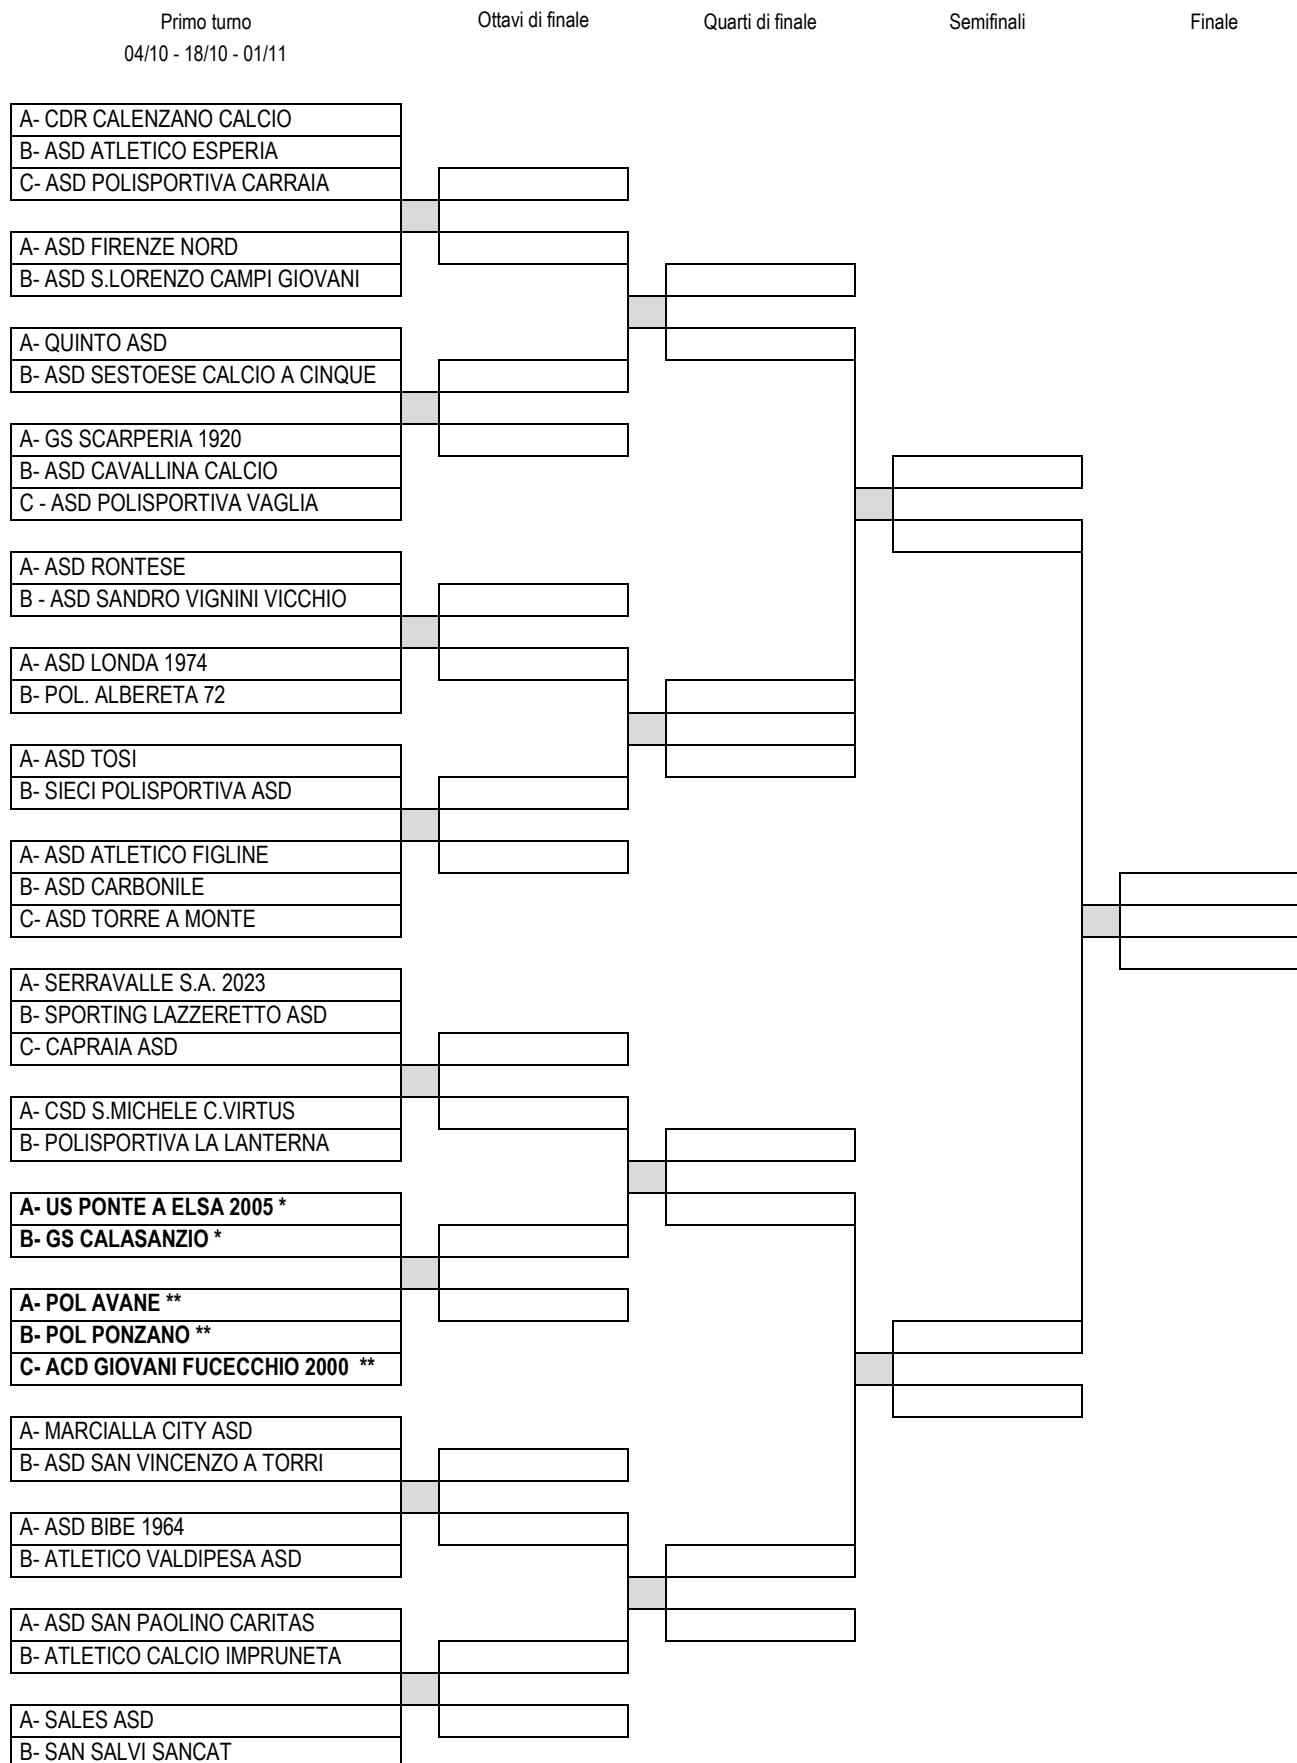 Primo turno Ottavi di finale Quarti di finale Semifinali Finale
04/10 - 18/10 - 01/11
A- CDR CALENZANO CALCIO
B- ASD ATLETICO ESPERIA
C- ASD POLISPORTIVA CARRAIA
A- ASD FIRENZE NORD
B- ASD S.LORENZO CAMPI GIOVANI
A- QUINTO ASD
B- ASD SESTOESE CALCIO A CINQUE
A- GS SCARPERIA 1920
B- ASD CAVALLINA CALCIO
C - ASD POLISPORTIVA VAGLIA
A- ASD RONTESE
B - ASD SANDRO VIGNINI VICCHIO
A- ASD LONDA 1974
B- POL. ALBERETA 72
A- ASD TOSI
B- SIECI POLISPORTIVA ASD
A- ASD ATLETICO FIGLINE
B- ASD CARBONILE
C- ASD TORRE A MONTE
A- SERRAVALLE S.A. 2023
B- SPORTING LAZZERETTO ASD
C- CAPRAIA ASD
A- CSD S.MICHELE C.VIRTUS
B- POLISPORTIVA LA LANTERNA
A- US PONTE A ELSA 2005 *
B- GS CALASANZIO *
A- POL AVANE **
B- POL PONZANO **
C- ACD GIOVANI FUCECCHIO 2000 **
A- MARCIALLA CITY ASD
B- ASD SAN VINCENZO A TORRI
A- ASD BIBE 1964
B- ATLETICO VALDIPESA ASD
A- ASD SAN PAOLINO CARITAS
B- ATLETICO CALCIO IMPRUNETA
A- SALES ASD
B- SAN SALVI SANCAT